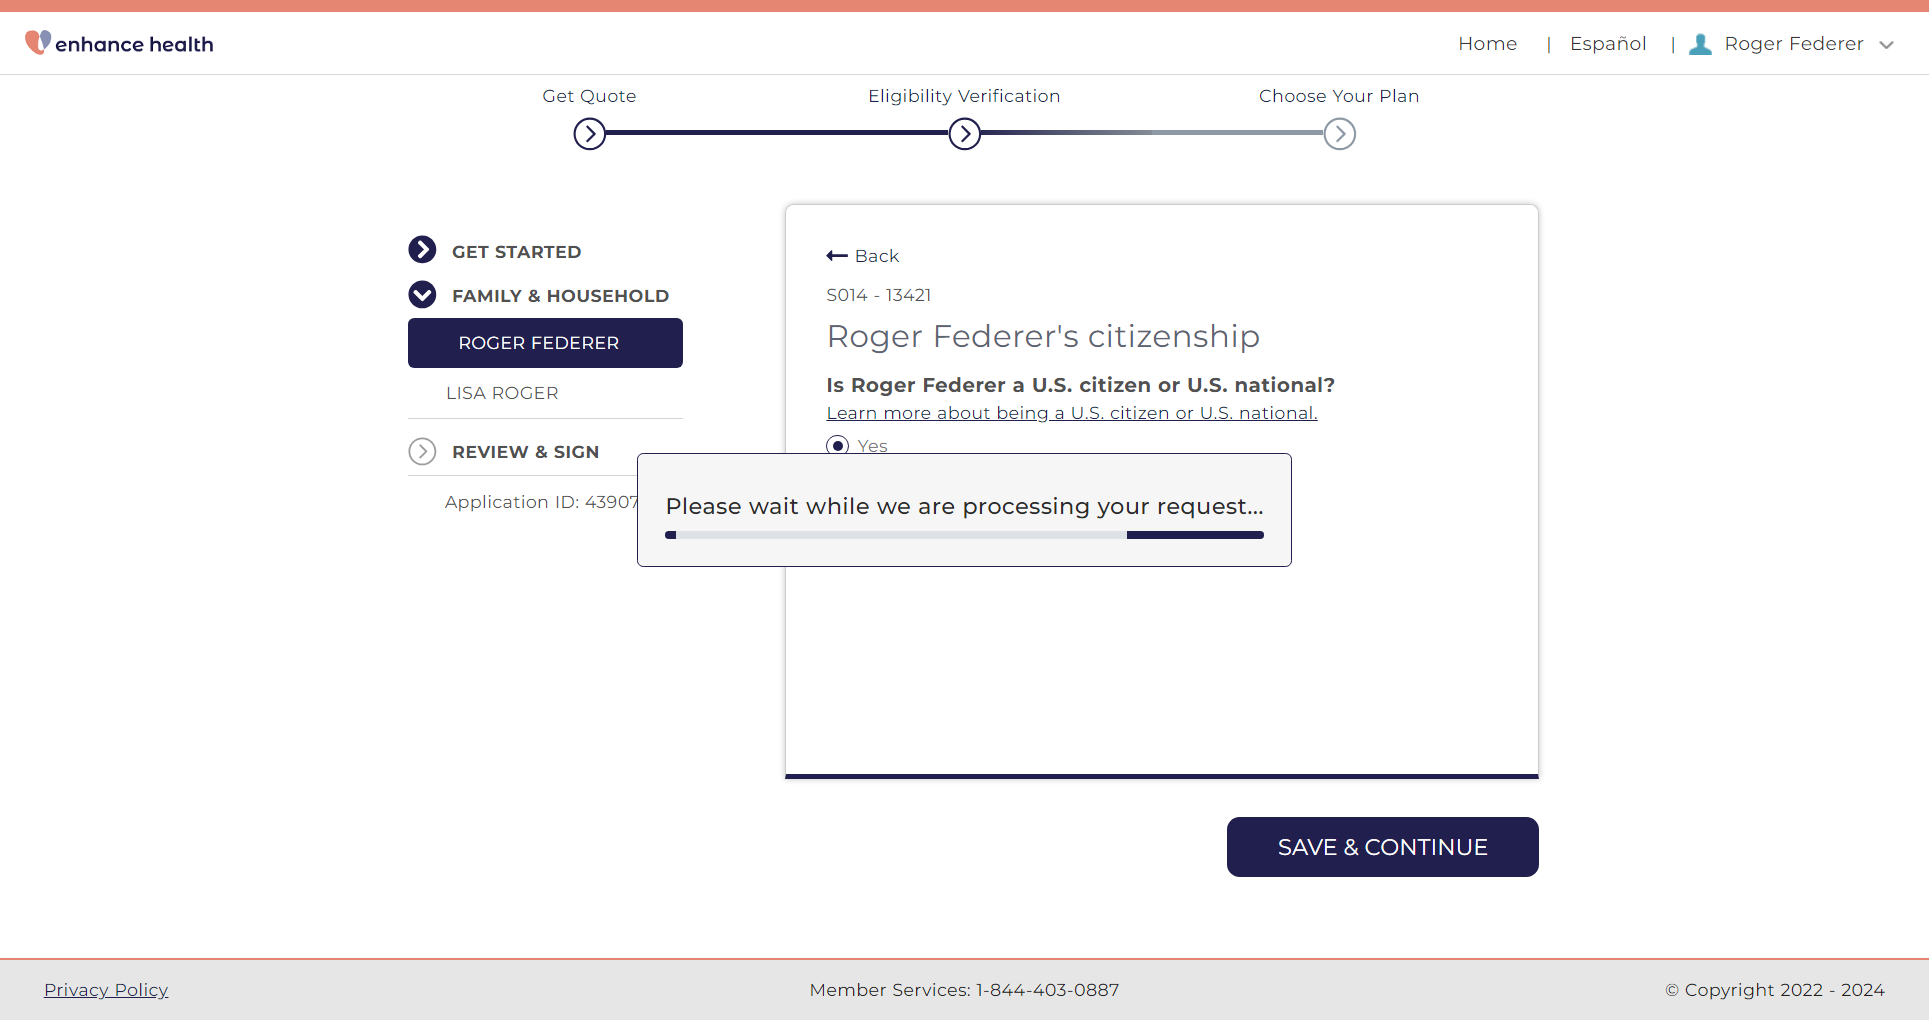 enhance health
Home | Español | Roger Federer
Get Quote
Eligibility Verification
Choose Your Plan
GET STARTED
FAMILY & HOUSEHOLD
ROGER FEDERER
LISA ROGER
REVIEW & SIGN
Application ID: 43907
Back
S014 - 13421
Roger Federer's citizenship
Is Roger Federer a U.S. citizen or U.S. national?
Learn more about being a U.S. citizen or U.S. national.
Yes
Please wait while we are processing your request...
SAVE & CONTINUE
Privacy Policy
Member Services: 1-844-403-0887
© Copyright 2022 - 2024